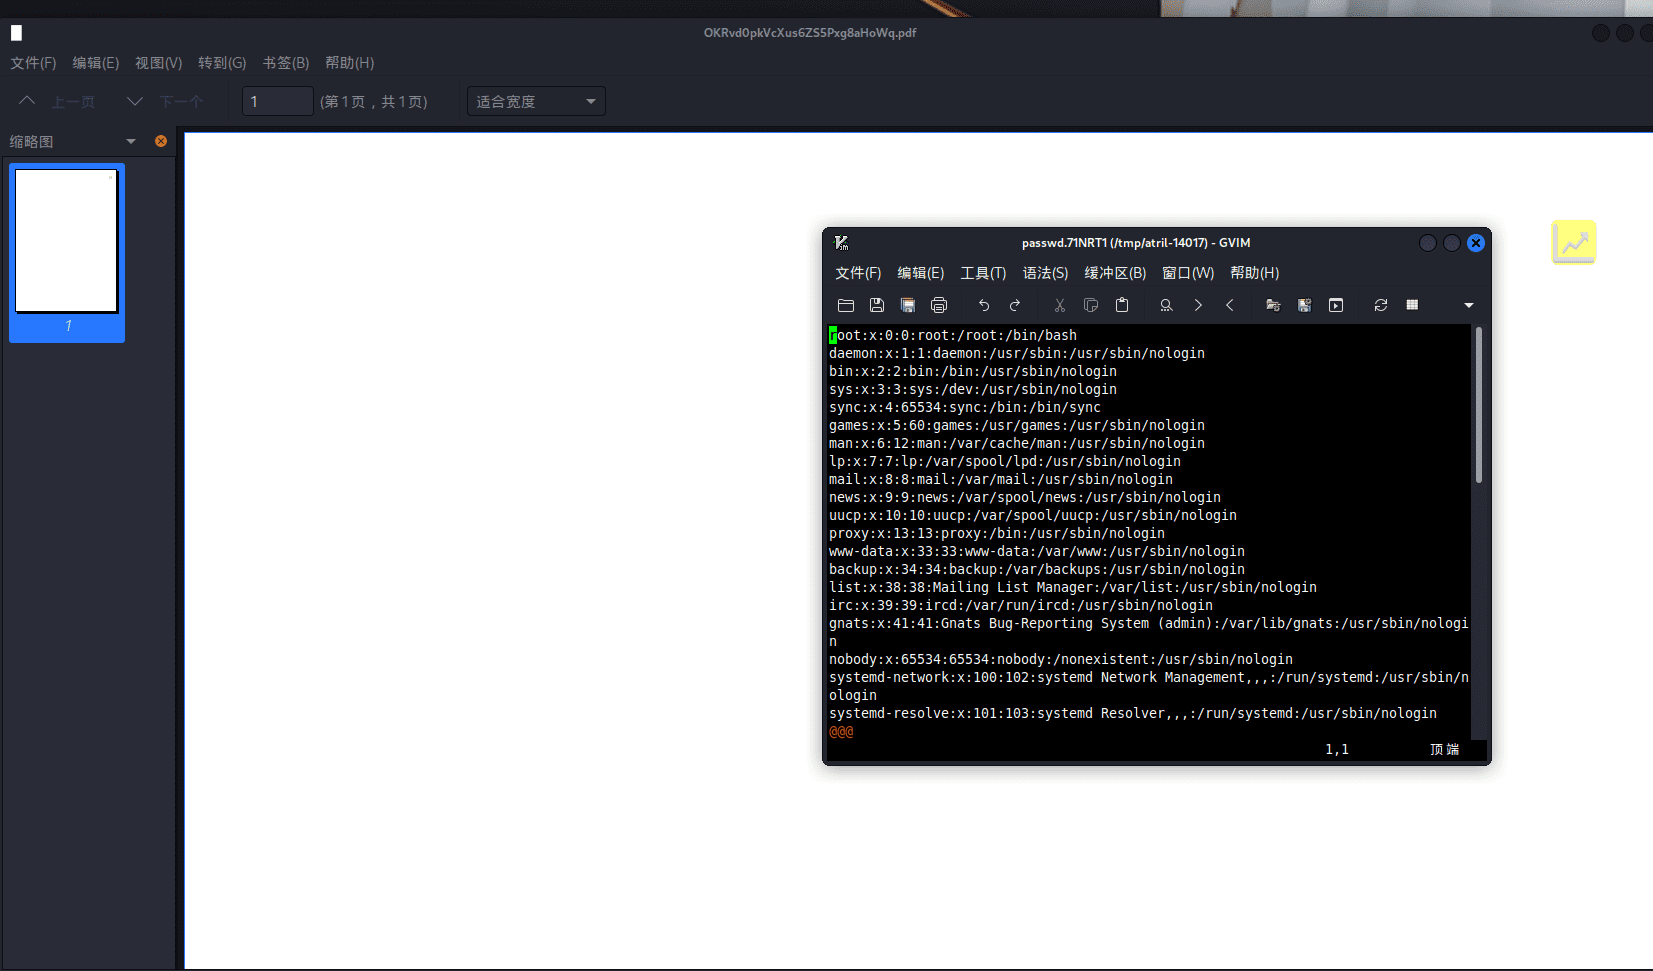 OKRvd0pkVcXus6ZS5Pxg8aHoWq.pdf
文件(F) 编辑(E) 视图(V) 转到(G) 书签(B) 帮助(H)
上一页 下一个 1 (第 1 页，共 1 页) 适合宽度
缩略图
1
passwd.71NRT1 (/tmp/atril-14017) - GVIM
文件(F) 编辑(E) 工具(T) 语法(S) 缓冲区(B) 窗口(W) 帮助(H)
root:x:0:0:root:/root:/bin/bash
daemon:x:1:1:daemon:/usr/sbin:/usr/sbin/nologin
bin:x:2:2:bin:/bin:/usr/sbin/nologin
sys:x:3:3:sys:/dev:/usr/sbin/nologin
sync:x:4:65534:sync:/bin:/bin/sync
games:x:5:60:games:/usr/games:/usr/sbin/nologin
man:x:6:12:man:/var/cache/man:/usr/sbin/nologin
lp:x:7:7:lp:/var/spool/lpd:/usr/sbin/nologin
mail:x:8:8:mail:/var/mail:/usr/sbin/nologin
news:x:9:9:news:/var/spool/news:/usr/sbin/nologin
uucp:x:10:10:uucp:/var/spool/uucp:/usr/sbin/nologin
proxy:x:13:13:proxy:/bin:/usr/sbin/nologin
www-data:x:33:33:www-data:/var/www:/usr/sbin/nologin
backup:x:34:34:backup:/var/backups:/usr/sbin/nologin
list:x:38:38:Mailing List Manager:/var/list:/usr/sbin/nologin
irc:x:39:39:ircd:/var/run/ircd:/usr/sbin/nologin
gnats:x:41:41:Gnats Bug-Reporting System (admin):/var/lib/gnats:/usr/sbin/nologi
n
nobody:x:65534:65534:nobody:/nonexistent:/usr/sbin/nologin
systemd-network:x:100:102:systemd Network Management,,,:/run/systemd:/usr/sbin/n
ologin
systemd-resolve:x:101:103:systemd Resolver,,,:/run/systemd:/usr/sbin/nologin
@@@
1,1 顶端